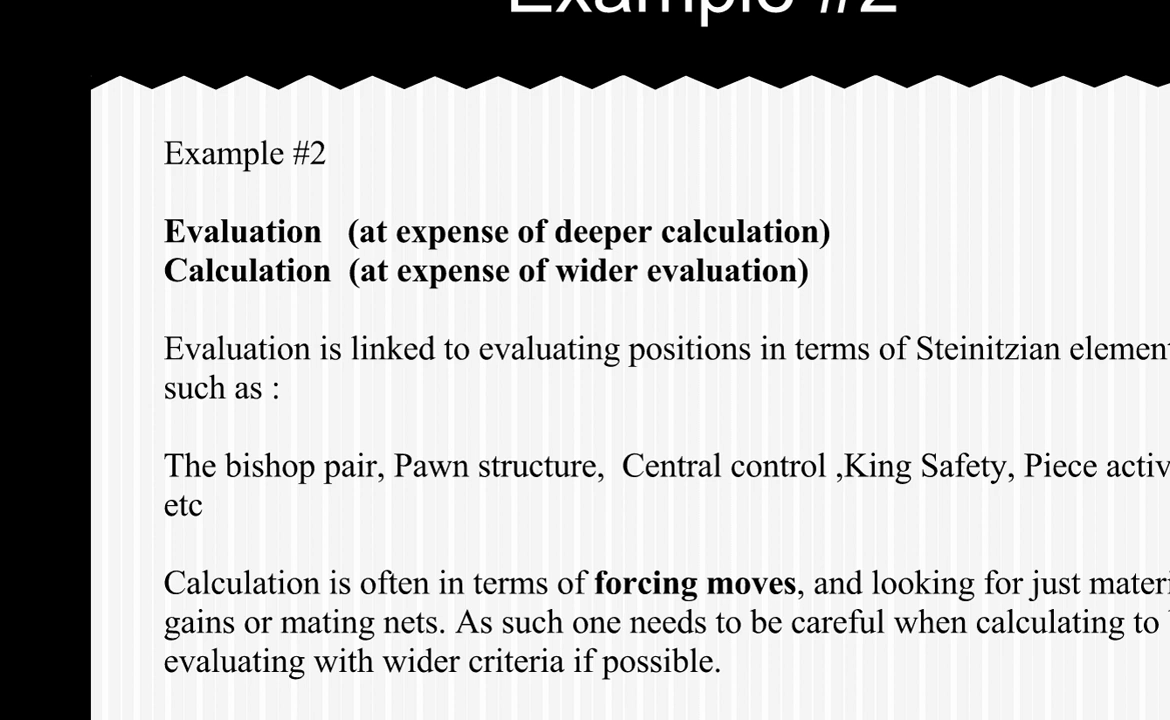 Example #2
Example #2
Evaluation (at expense of deeper calculation)
Calculation (at expense of wider evaluation)
Evaluation is linked to evaluating positions in terms of Steinitzian
such as :
The bishop pair, Pawn structure, Central control ,King Safety, Piece
etc
Calculation is often in terms of forcing moves, and looking for just
gains or mating nets. As such one needs to be careful when calculating to
evaluating with wider criteria if possible.